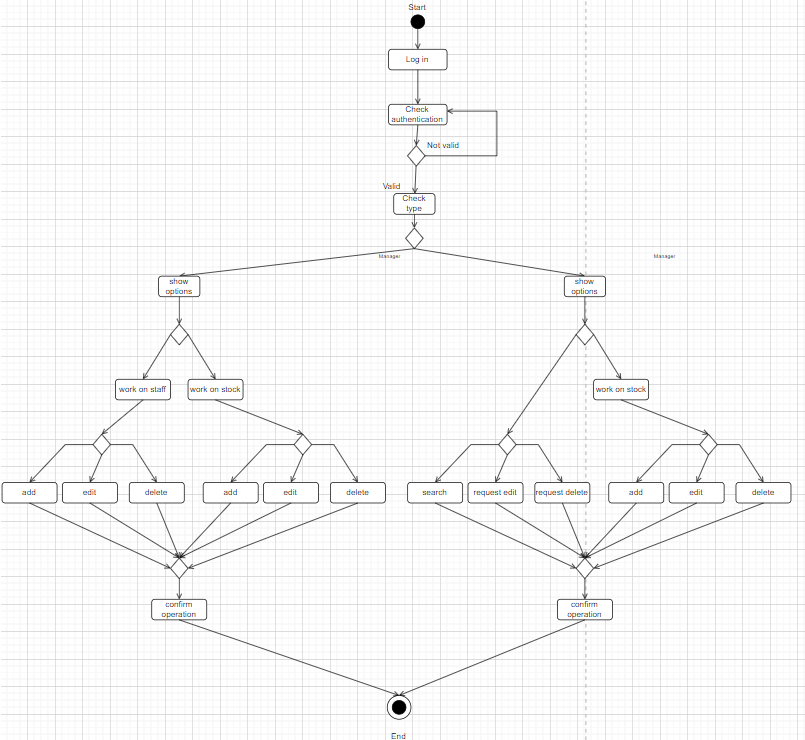 Start
Log in
Check
authentication
Not valid
Valid
Check
type
Manager
Manager
show
options
show
options
work on staff
work on stock
work on stock
add
edit
delete
add
edit
delete
search
request edit
request delete
add
edit
delete
confirm
operation
confirm
operation
End